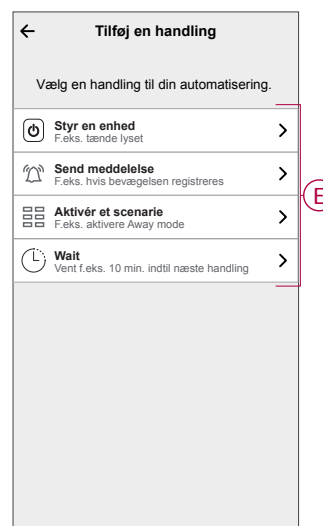 Tilføj en handling
Vælg en handling til din automatisering.
Styr en enhed
F.eks. tænde lyset
Send meddelelse
F.eks. hvis bevægelsen registreres
Aktivér et scenarie
F.eks. aktivere Away mode
Wait
Vent f.eks. 10 min. indtil næste handling
E